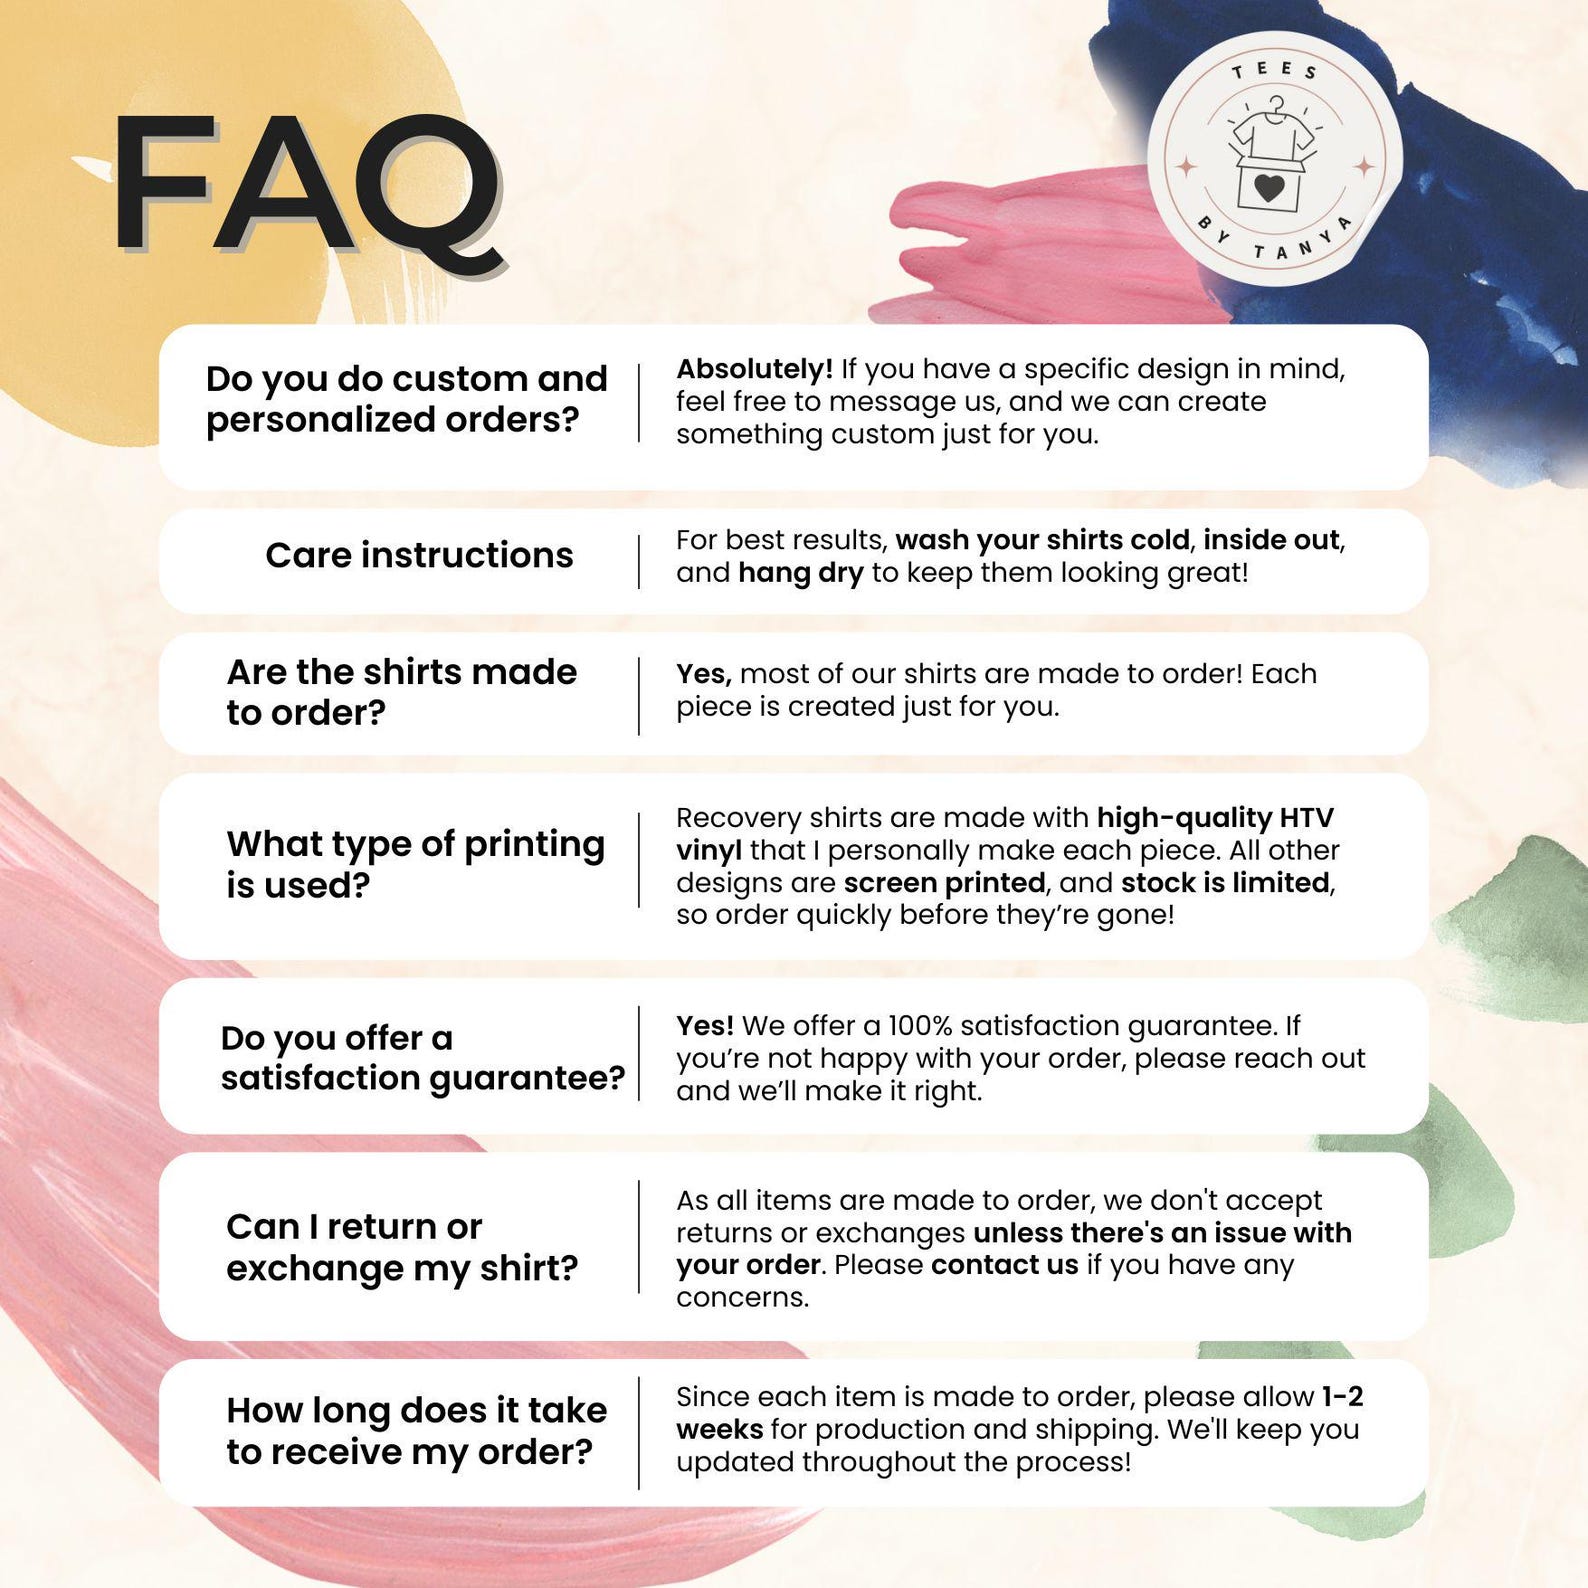 FAQ
TEES
BY TANYA
Do you do custom and
personalized orders?
Absolutely! If you have a specific design in mind,
feel free to message us, and we can create
something custom just for you.
Care instructions
For best results, wash your shirts cold, inside out,
and hang dry to keep them looking great!
Are the shirts made
to order?
Yes, most of our shirts are made to order! Each
piece is created just for you.
What type of printing
is used?
Recovery shirts are made with high-quality HTV
vinyl that I personally make each piece. All other
designs are screen printed, and stock is limited,
so order quickly before they’re gone!
Do you offer a
satisfaction guarantee?
Yes! We offer a 100% satisfaction guarantee. If
you’re not happy with your order, please reach out
and we’ll make it right.
Can I return or
exchange my shirt?
As all items are made to order, we don't accept
returns or exchanges unless there's an issue with
your order. Please contact us if you have any
concerns.
How long does it take
to receive my order?
Since each item is made to order, please allow 1-2
weeks for production and shipping. We'll keep you
updated throughout the process!